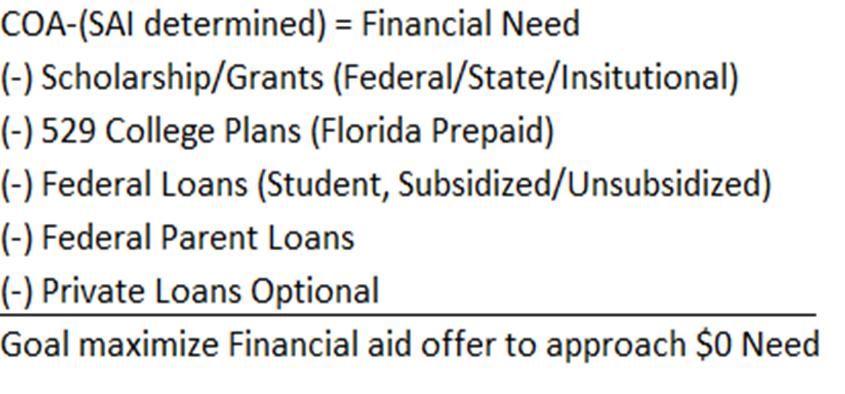 COA-(SAI determined) = Financial Need
(-) Scholarship/Grants (Federal/State/Insitutional)
(-) 529 College Plans (Florida Prepaid)
(-) Federal Loans (Student, Subsidized/Unsubsidized)
(-) Federal Parent Loans
(-) Private Loans Optional
Goal maximize Financial aid offer to approach $0 Need